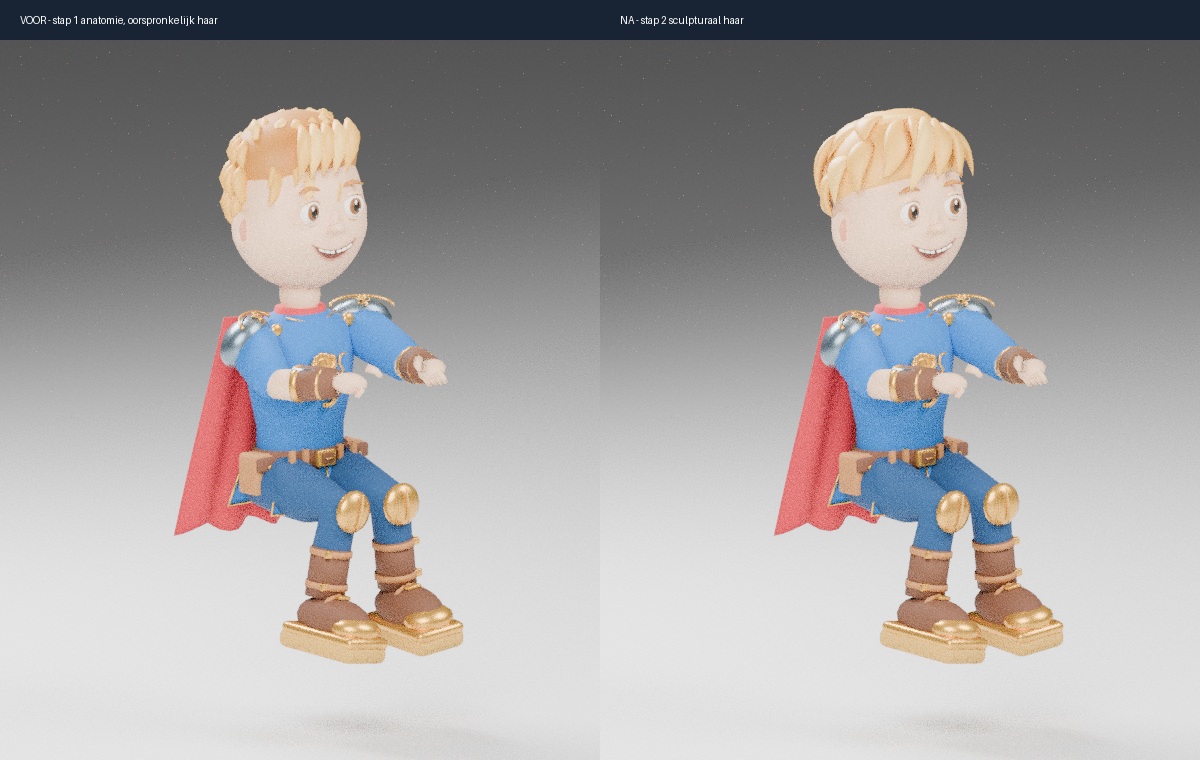 VOOR - stap 1 anatomie, oorspronkelijk haar
NA - stap 2 sculpturaal haar